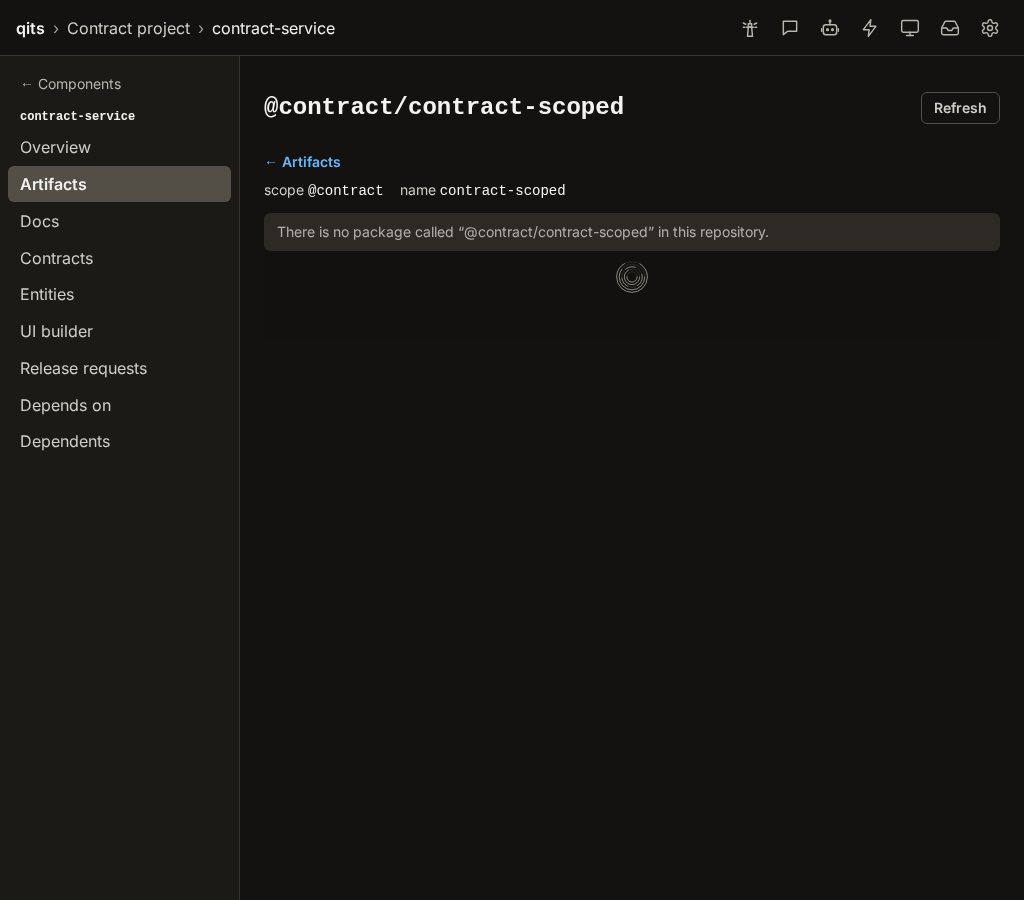 qits › Contract project › contract-service
← Components
contract-service
Overview
Artifacts
Docs
Contracts
Entities
UI builder
Release requests
Depends on
Dependents
@contract/contract-scoped
Refresh
← Artifacts
scope @contract name contract-scoped
There is no package called “@contract/contract-scoped” in this repository.